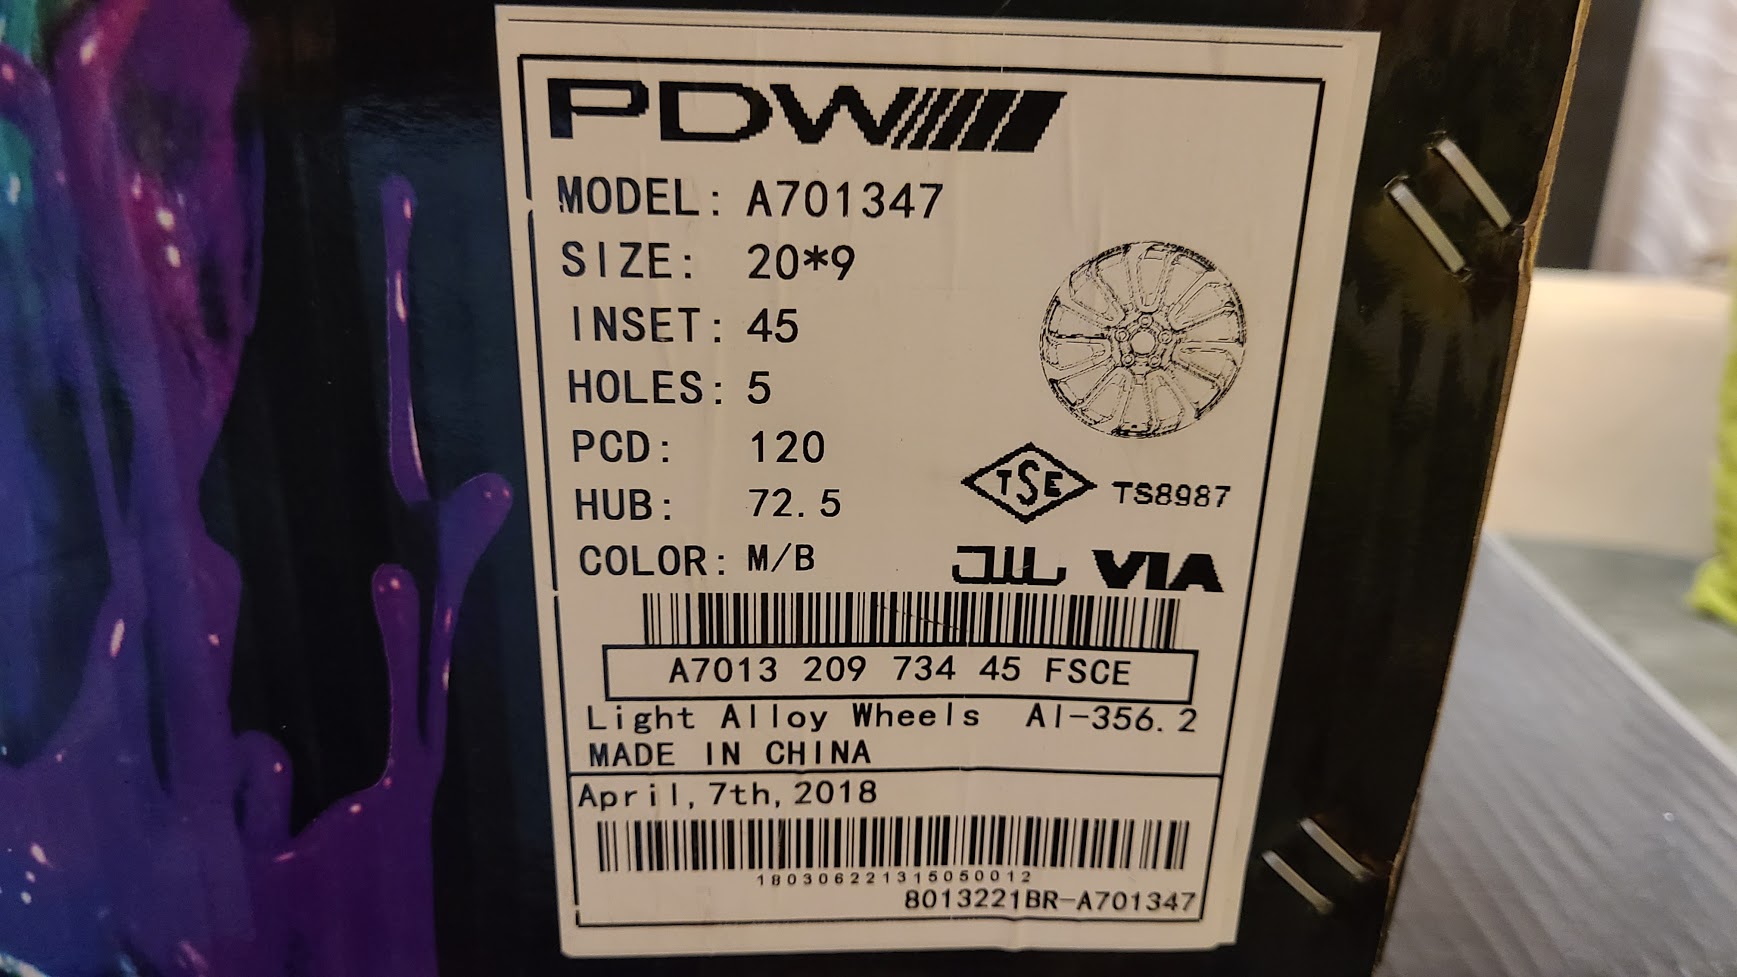 PDW
MODEL: A701347
SIZE: 20*9
INSET: 45
HOLES: 5
PCD: 120
HUB: 72.5
COLOR: M/B
TSE TS8987
JWL VIA
A7013 209 734 45 FSCE
Light Alloy Wheels Al-356.2
MADE IN CHINA
April, 7th, 2018
180306221315050012
8013221BR-A701347